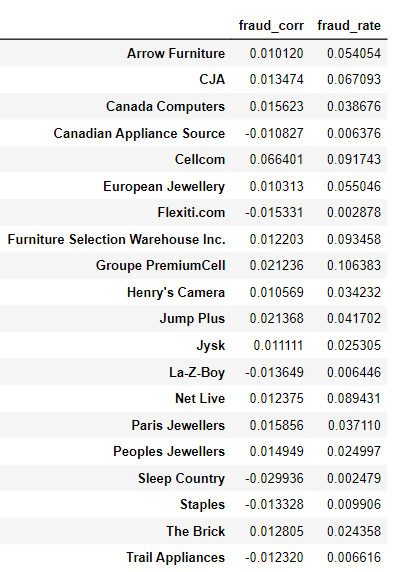 fraud_corr fraud_rate
Arrow Furniture 0.010120 0.054054
CJA 0.013474 0.067093
Canada Computers 0.015623 0.038676
Canadian Appliance Source -0.010827 0.006376
Cellcom 0.066401 0.091743
European Jewellery 0.010313 0.055046
Flexiti.com -0.015331 0.002878
Furniture Selection Warehouse Inc. 0.012203 0.093458
Groupe PremiumCell 0.021236 0.106383
Henry's Camera 0.010569 0.034232
Jump Plus 0.021368 0.041702
Jysk 0.011111 0.025305
La-Z-Boy -0.013649 0.006446
Net Live 0.012375 0.089431
Paris Jewellers 0.015856 0.037110
Peoples Jewellers 0.014949 0.024997
Sleep Country -0.029936 0.002479
Staples -0.013328 0.009906
The Brick 0.012805 0.024358
Trail Appliances -0.012320 0.006616